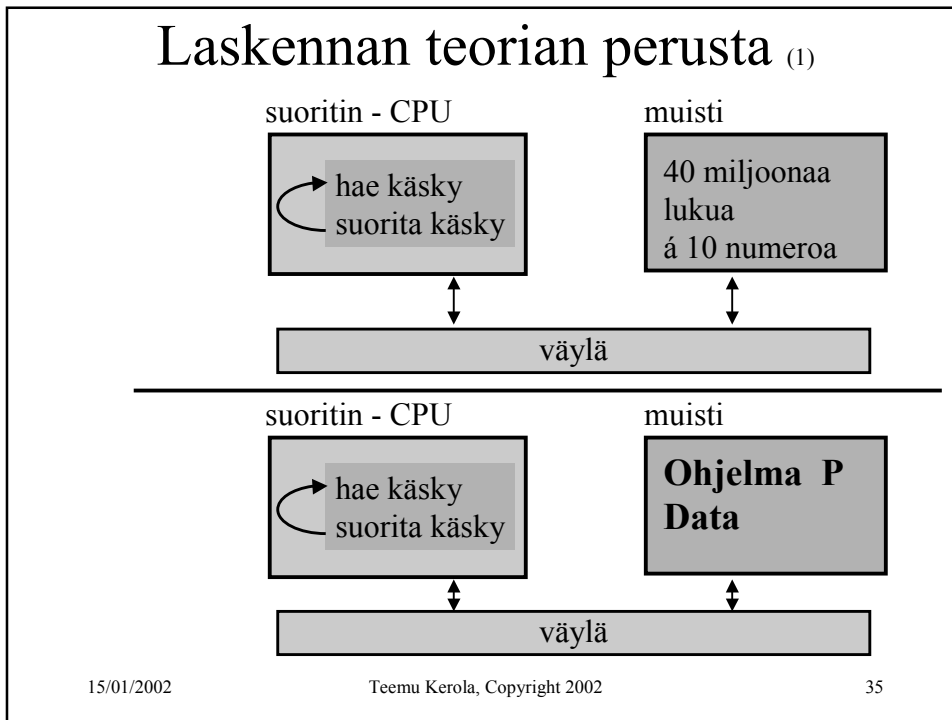 Laskennan teorian perusta (1)
suoritin - CPU
muisti
hae käsky
suorita käsky
40 miljoonaa
lukua
á 10 numeroa
väylä
suoritin - CPU
muisti
hae käsky
suorita käsky
Ohjelma P
Data
väylä
15/01/2002
Teemu Kerola, Copyright 2002
35